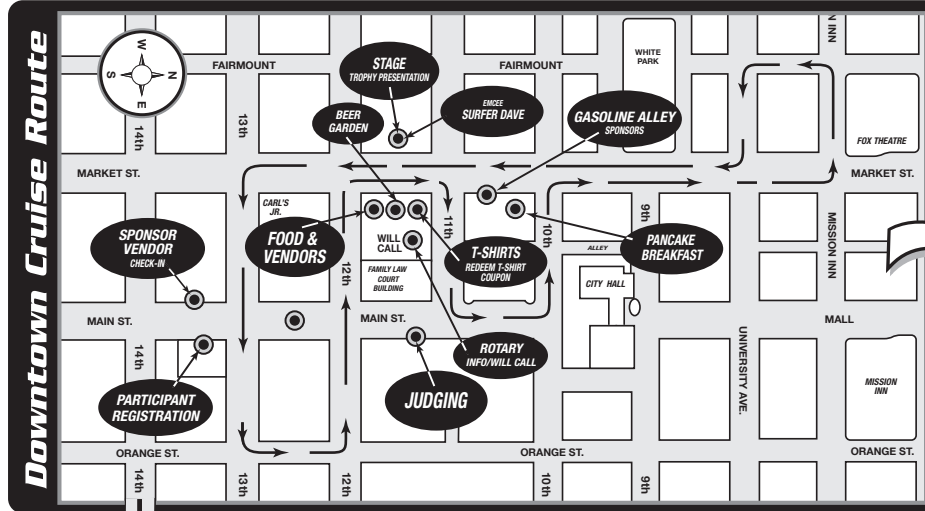 Downtown Cruise Route
W
S
N
E
FAIRMOUNT
FAIRMOUNT
STAGE
TROPHY PRESENTATION
BEER
GARDEN
EMCEE
SURFER DAVE
GASOLINE ALLEY
SPONSORS
WHITE
PARK
N INN
FOX THEATRE
14th
13th
MARKET ST.
MARKET ST.
CARL'S
JR.
SPONSOR
VENDOR
CHECK-IN
FOOD &
VENDORS
WILL
CALL
FAMILY LAW
COURT
BUILDING
12th
11th
T-SHIRTS
REDEEM T-SHIRT
COUPON
10th
9th
ALLEY
PANCAKE
BREAKFAST
CITY HALL
MISSION INN
MAIN ST.
MAIN ST.
MALL
14th
PARTICIPANT
REGISTRATION
JUDGING
ROTARY
INFO/WILL CALL
UNIVERSITY AVE.
MISSION
INN
ORANGE ST.
ORANGE ST.
ORANGE ST.
14th
13th
12th
10th
9th